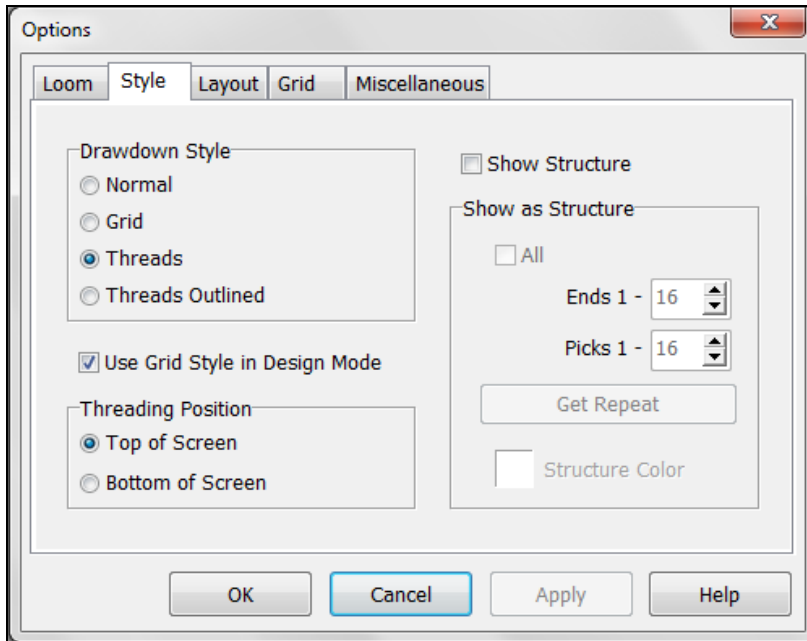 Options
Loom Style Layout Grid Miscellaneous
Drawdown Style
Normal
Grid
Threads
Threads Outlined
Use Grid Style in Design Mode
Threading Position
Top of Screen
Bottom of Screen
Show Structure
Show as Structure
All
Ends 1 - 16
Picks 1 - 16
Get Repeat
Structure Color
OK Cancel Apply Help